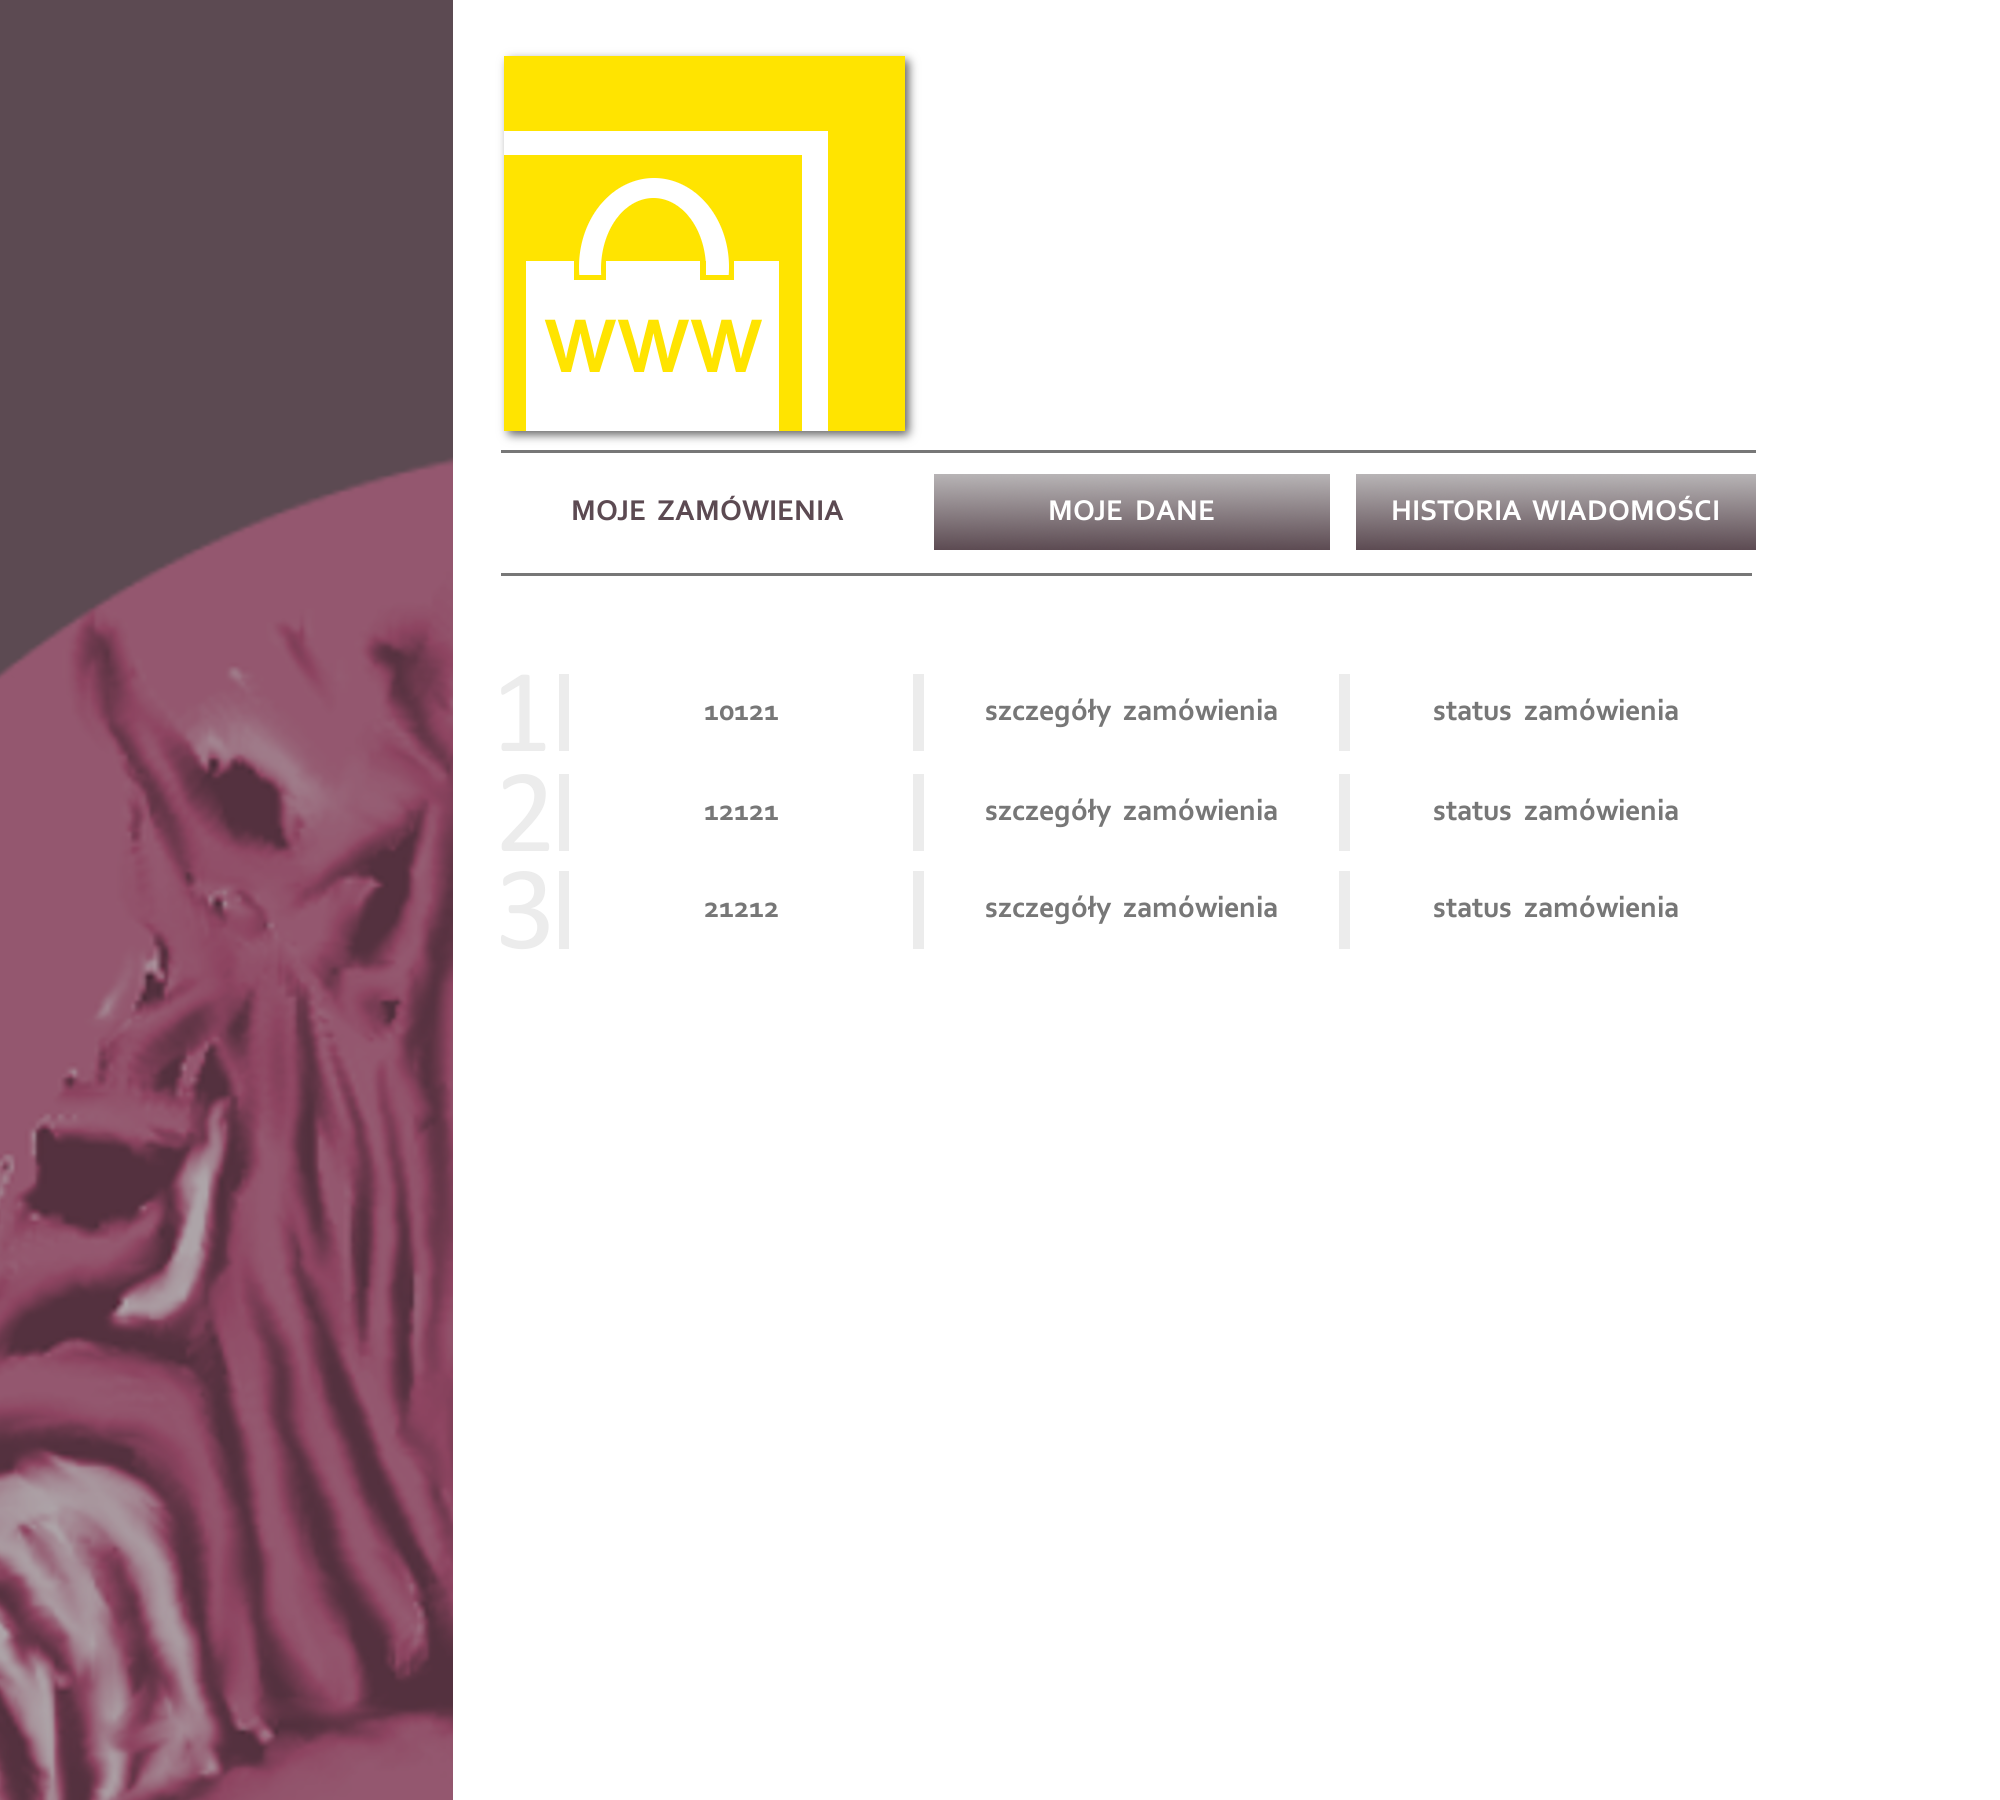 WWW
MOJE ZAMÓWIENIA MOJE DANE HISTORIA WIADOMOŚCI
1 10121 szczegóły zamówienia status zamówienia
2 12121 szczegóły zamówienia status zamówienia
3 21212 szczegóły zamówienia status zamówienia